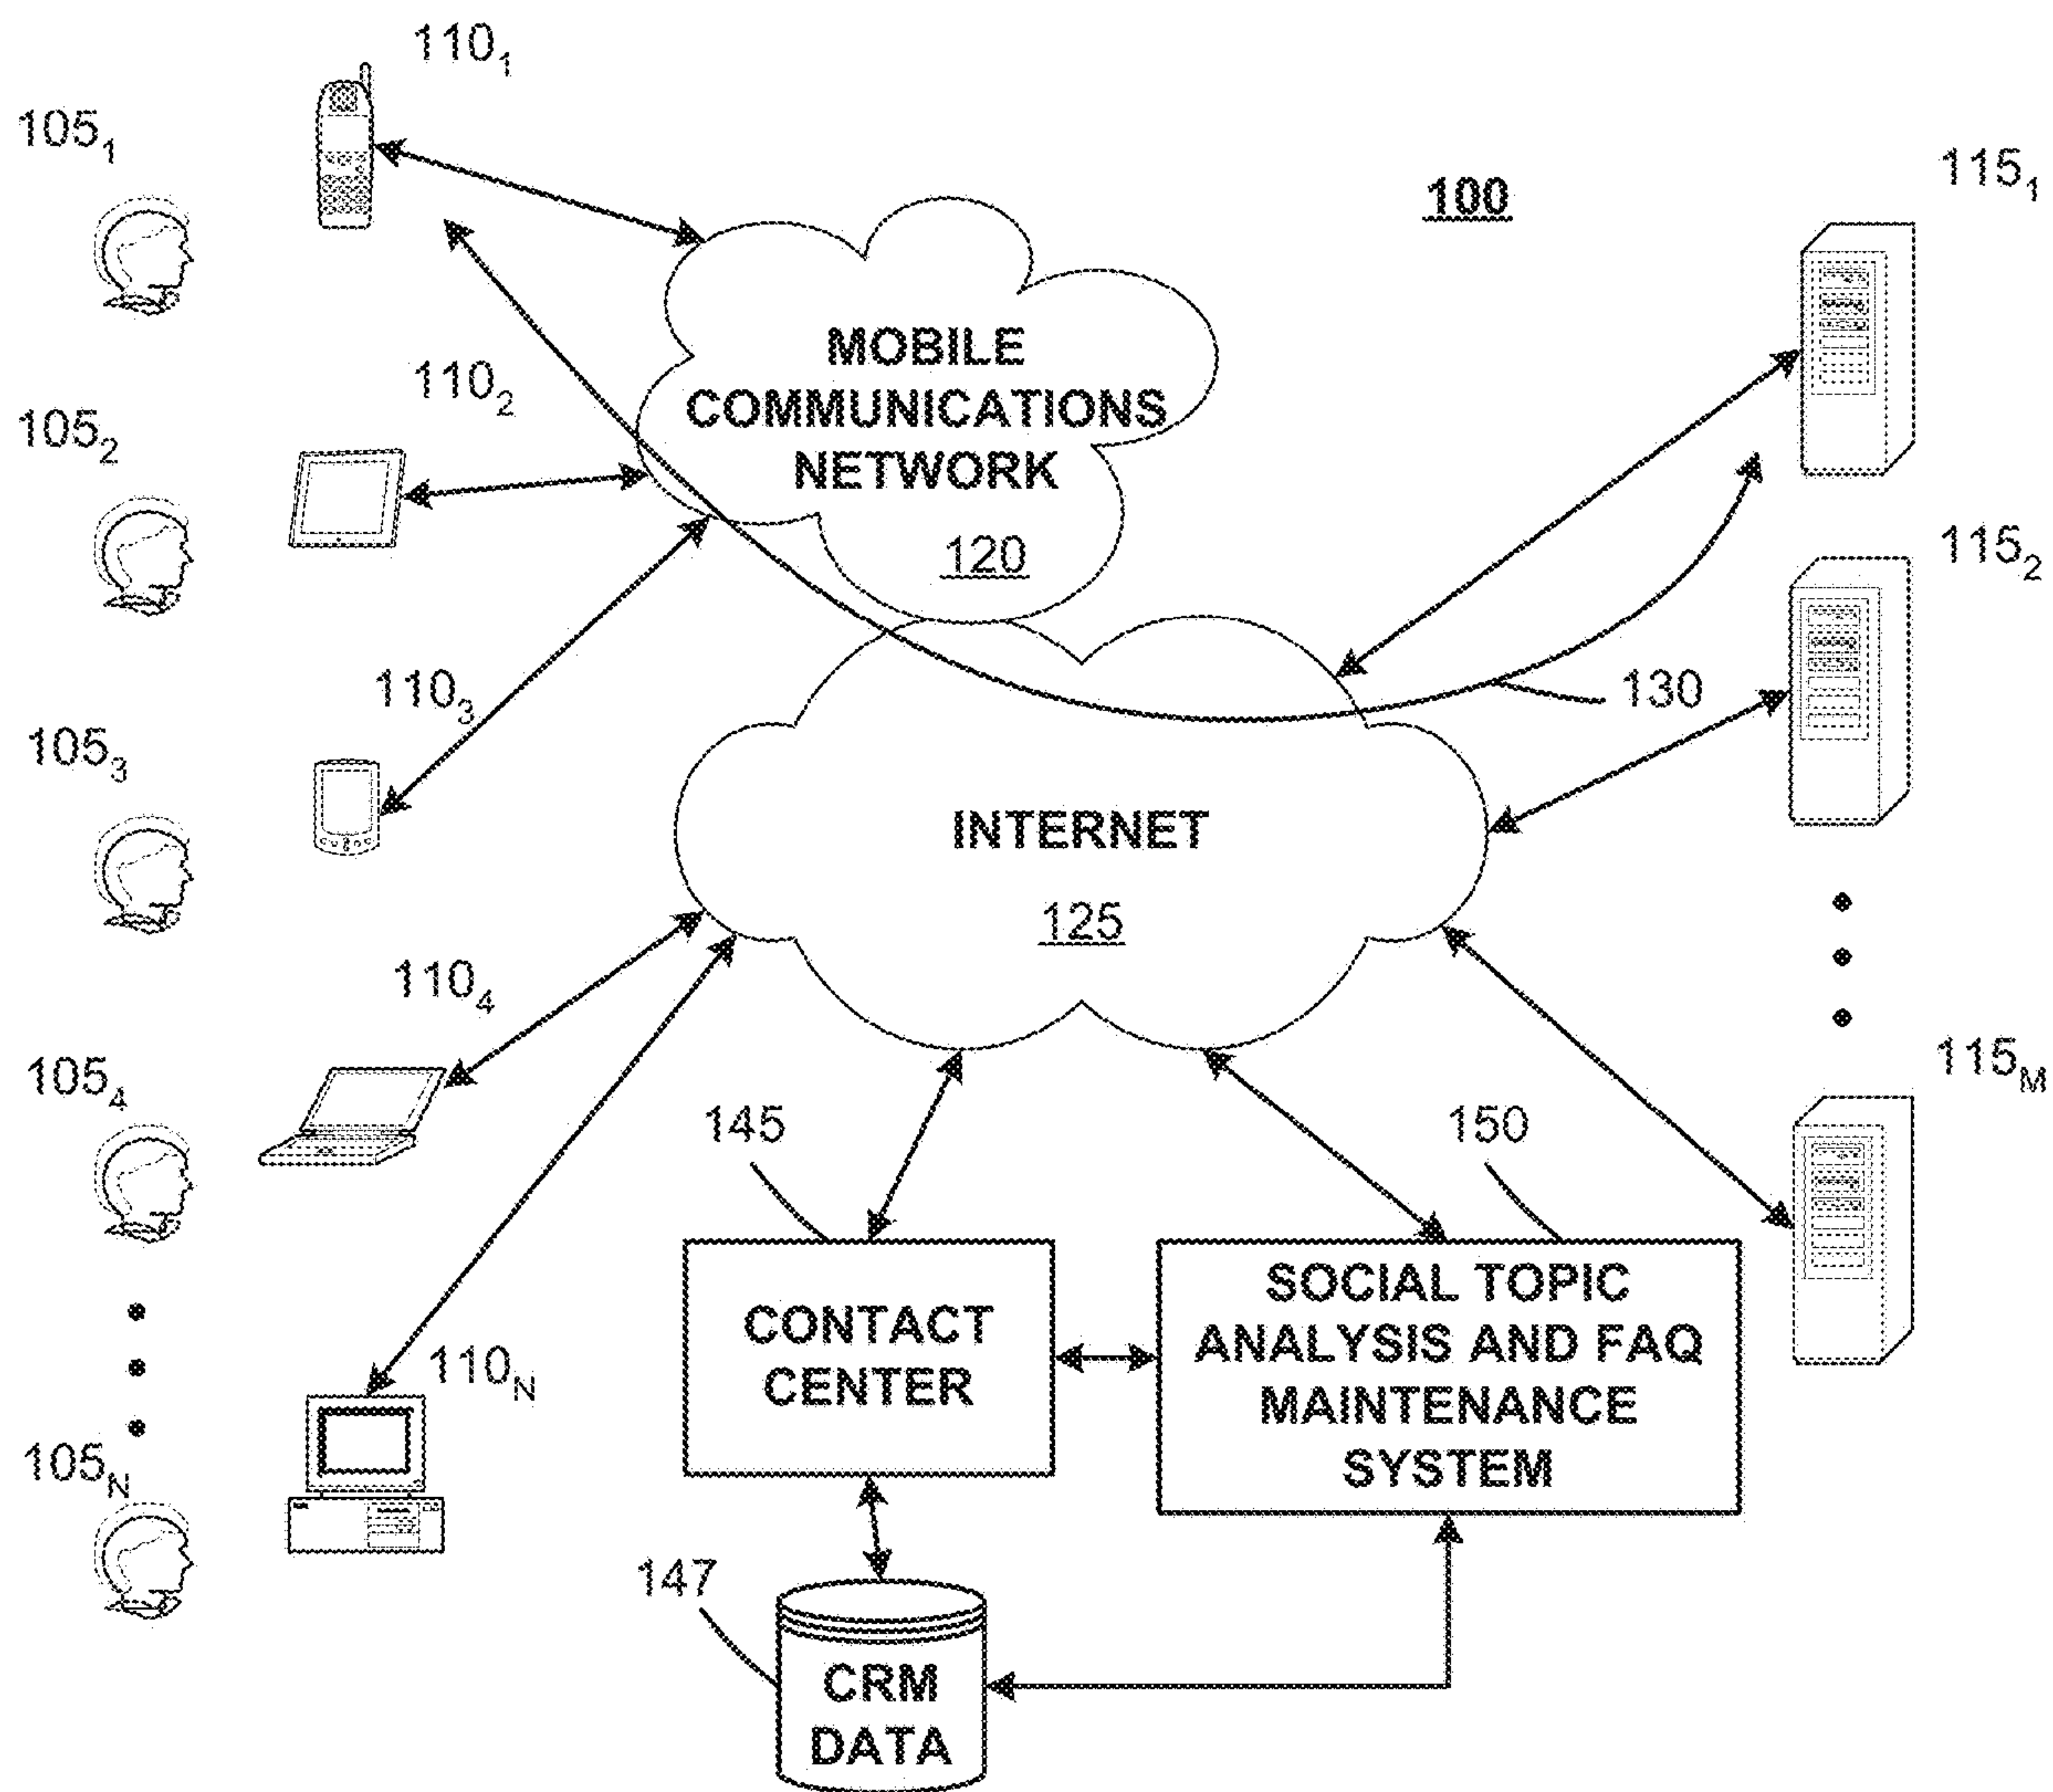 110₁
105₁
100
115₁
MOBILE
COMMUNICATIONS
NETWORK
120
110₂
105₂
115₂
110₃
105₃
130
INTERNET
125
110₄
105₄
115M
145
150
CONTACT
CENTER
SOCIAL TOPIC
ANALYSIS AND FAQ
MAINTENANCE
SYSTEM
110N
105N
147
CRM
DATA